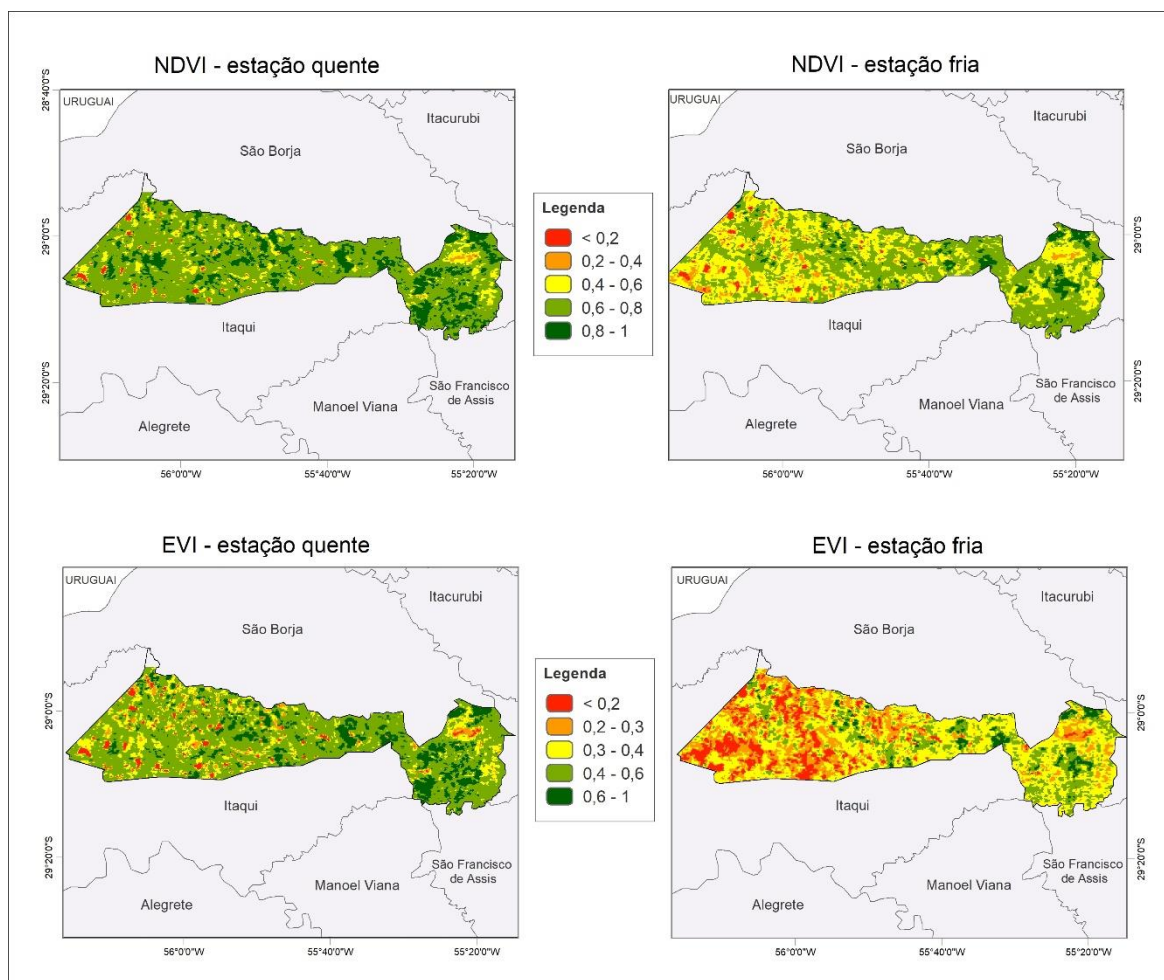 NDVI - estação quente
28°40'0"S
29°0'0"S
29°20'0"S
URUGUAI
Itacurubi
São Borja
Itaqui
Manoel Viana
São Francisco
de Assis
Alegrete
56°0'0"W
55°40'0"W
55°20'0"W
Legenda
< 0,2
0,2 - 0,4
0,4 - 0,6
0,6 - 0,8
0,8 - 1
NDVI - estação fria
URUGUAI
Itacurubi
São Borja
Itaqui
Manoel Viana
São Francisco
de Assis
Alegrete
29°0'0"S
29°20'0"S
56°0'0"W
55°40'0"W
55°20'0"W
EVI - estação quente
29°0'0"S
29°20'0"S
URUGUAI
Itacurubi
São Borja
Itaqui
Manoel Viana
São Francisco
de Assis
Alegrete
56°0'0"W
55°40'0"W
55°20'0"W
Legenda
< 0,2
0,2 - 0,3
0,3 - 0,4
0,4 - 0,6
0,6 - 1
EVI - estação fria
URUGUAI
Itacurubi
São Borja
Itaqui
Manoel Viana
São Francisco
de Assis
Alegrete
29°0'0"S
29°20'0"S
56°0'0"W
55°40'0"W
55°20'0"W